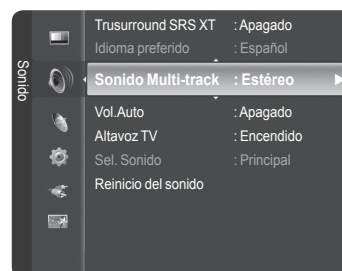 Sonido
Trusurround SRS XT : Apagado
Idioma preferido : Español
Sonido Multi-track : Estéreo
Vol.Auto : Apagado
Altavoz TV : Encendido
Sel. Sonido : Principal
Reinicio del sonido